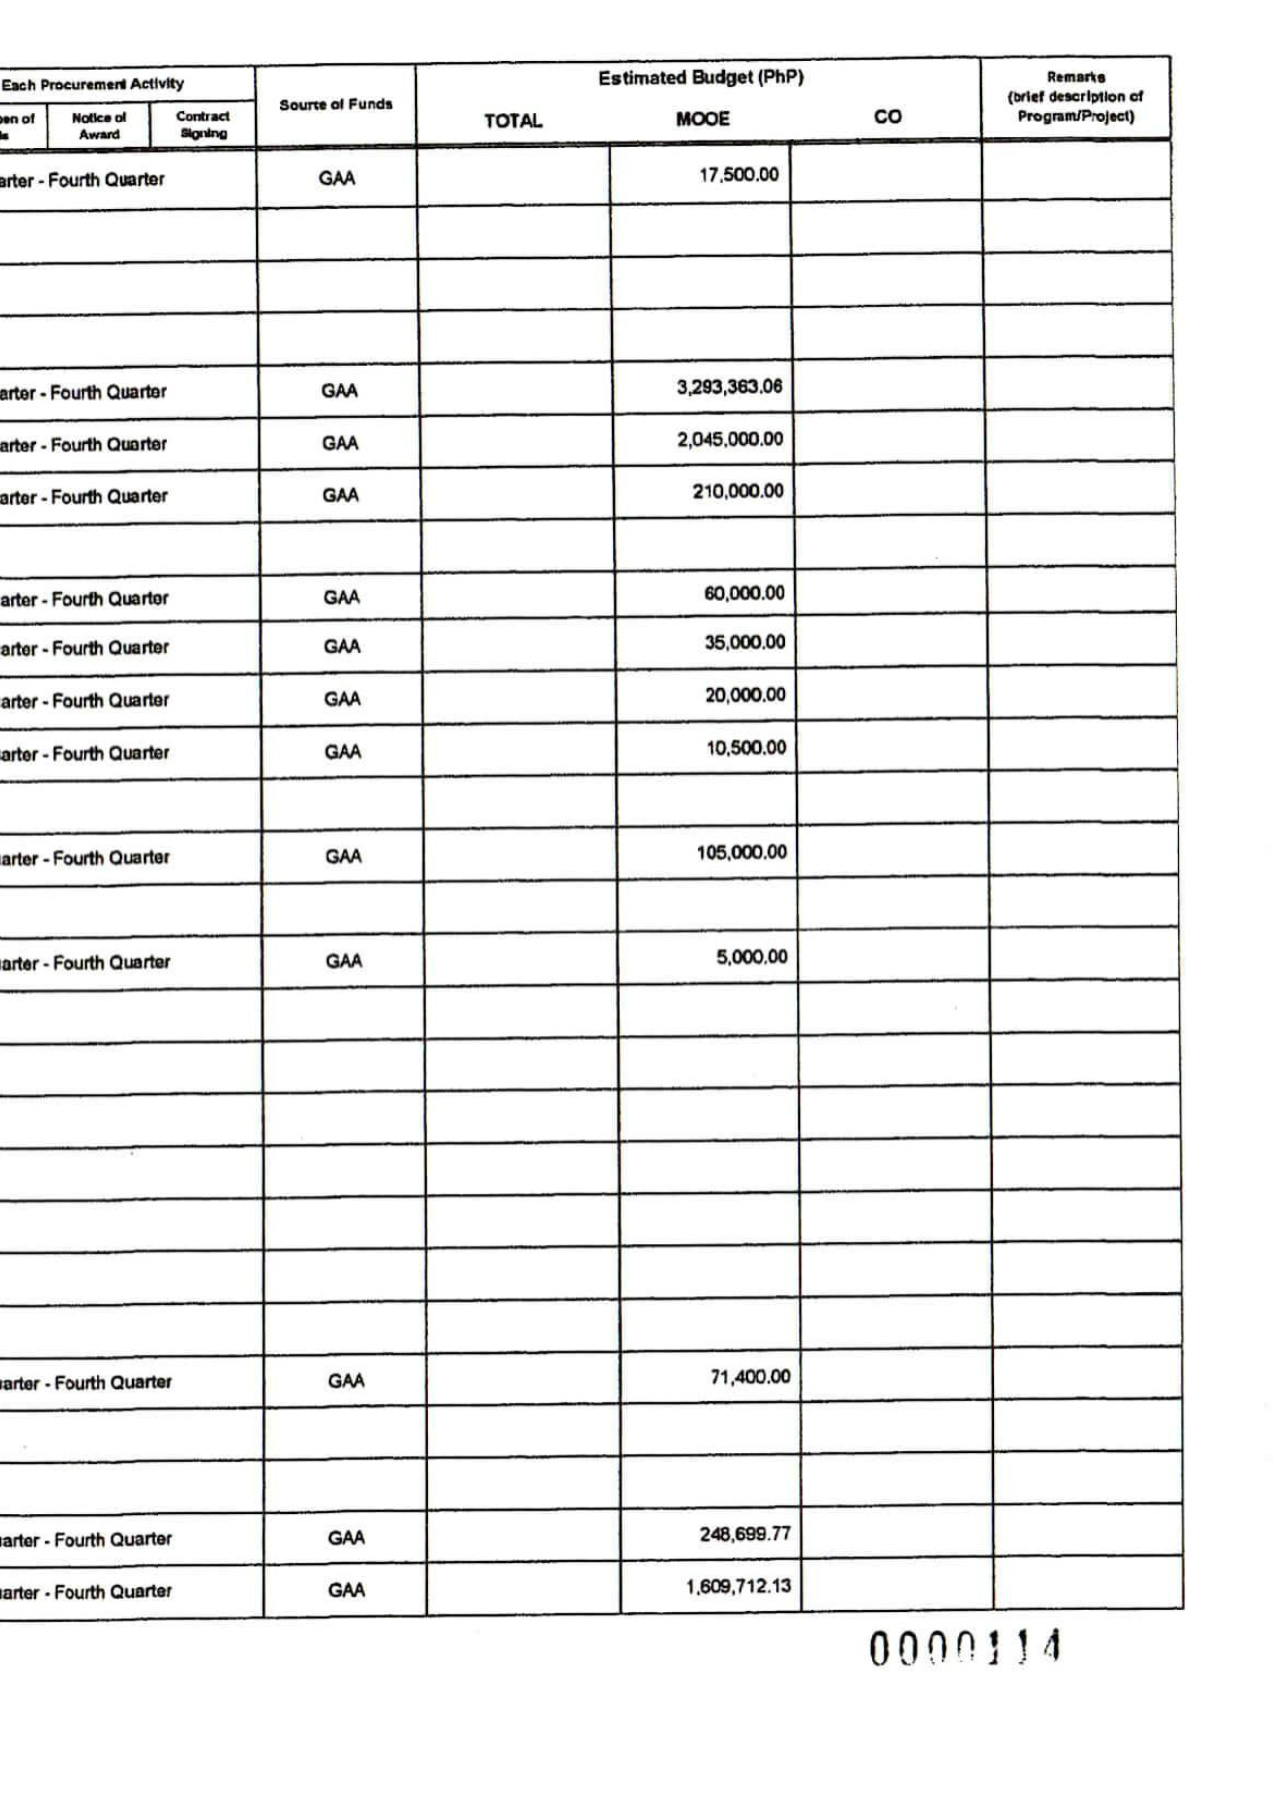 Each Procurement Activity Source of Funds Estimated Budget (PhP) Remarks
(brief description of
Program/Project)
Notice of
Award Contract
Signing TOTAL MOOE CO
arter - Fourth Quarter GAA 17,500.00
arter - Fourth Quarter GAA 3,293,363.06
arter - Fourth Quarter GAA 2,045,000.00
arter - Fourth Quarter GAA 210,000.00
arter - Fourth Quarter GAA 60,000.00
arter - Fourth Quarter GAA 35,000.00
arter - Fourth Quarter GAA 20,000.00
arter - Fourth Quarter GAA 10,500.00
arter - Fourth Quarter GAA 105,000.00
arter - Fourth Quarter GAA 5,000.00
arter - Fourth Quarter GAA 71,400.00
arter - Fourth Quarter GAA 248,699.77
arter - Fourth Quarter GAA 1,609,712.13
0000114